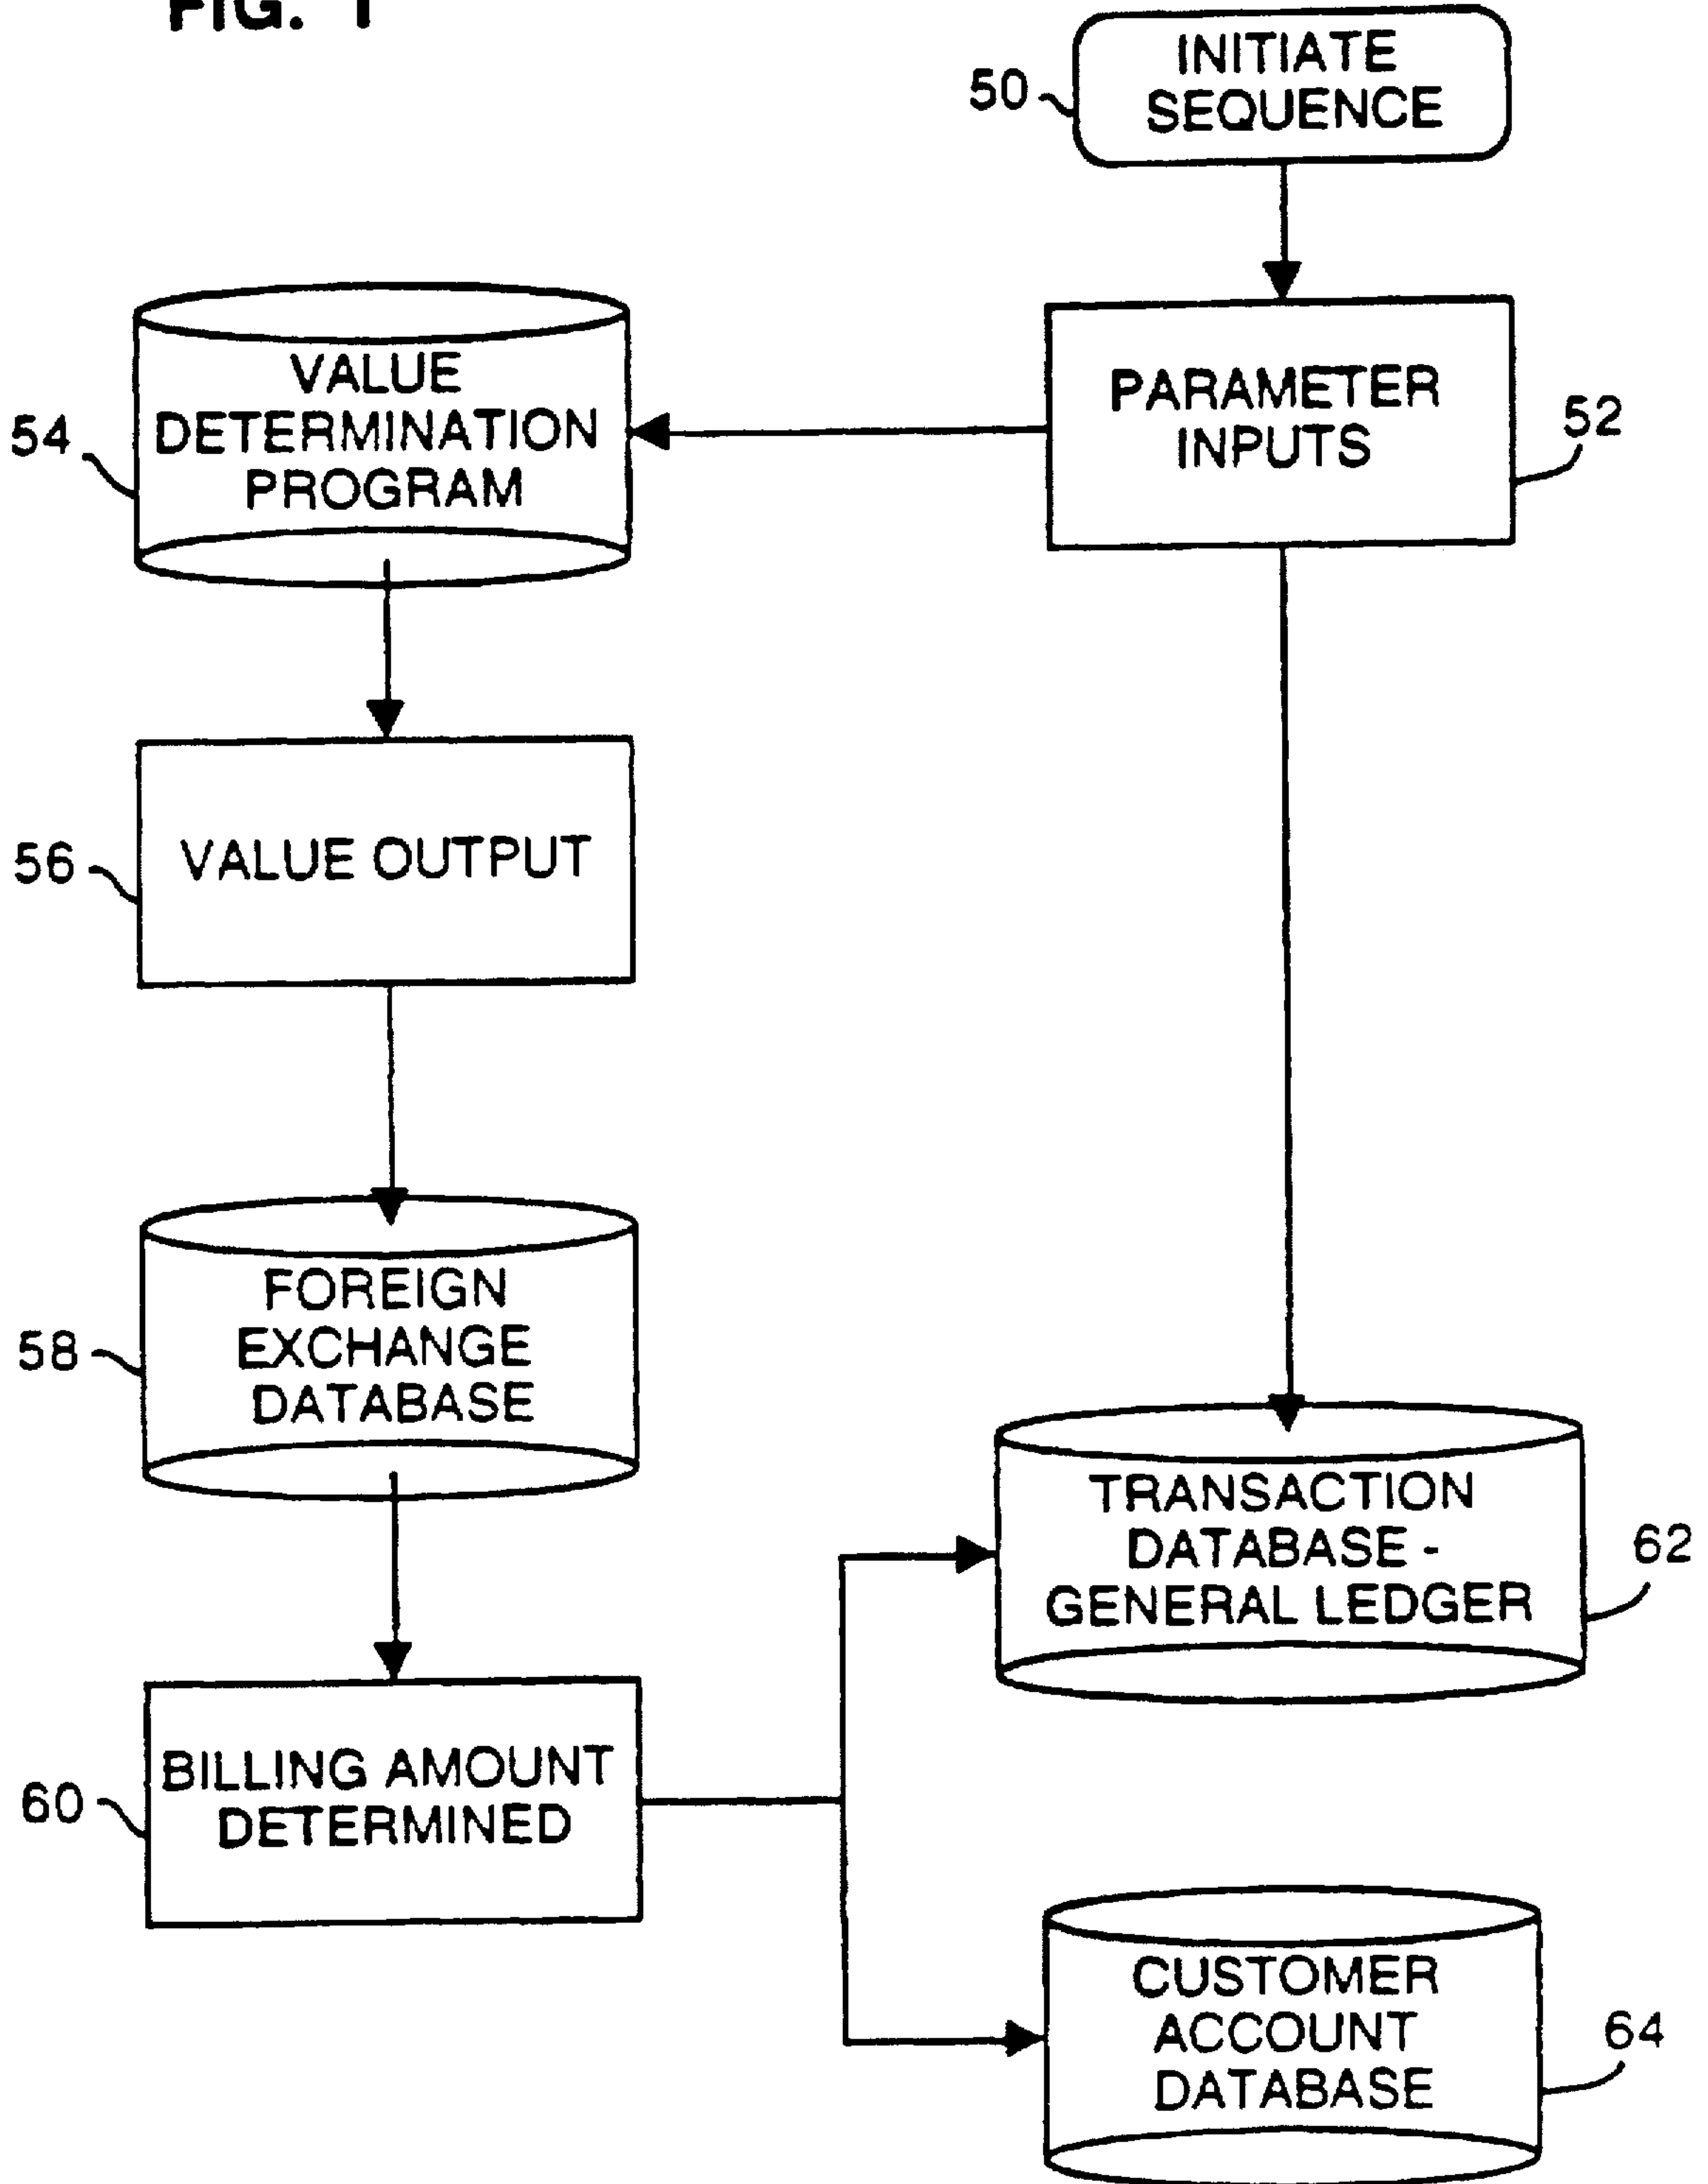 FIG. 1
INITIATE
SEQUENCE
50
PARAMETER
INPUTS
52
VALUE
DETERMINATION
PROGRAM
54
VALUE OUTPUT
56
FOREIGN
EXCHANGE
DATABASE
58
TRANSACTION
DATABASE -
GENERAL LEDGER
62
BILLING AMOUNT
DETERMINED
60
CUSTOMER
ACCOUNT
DATABASE
64